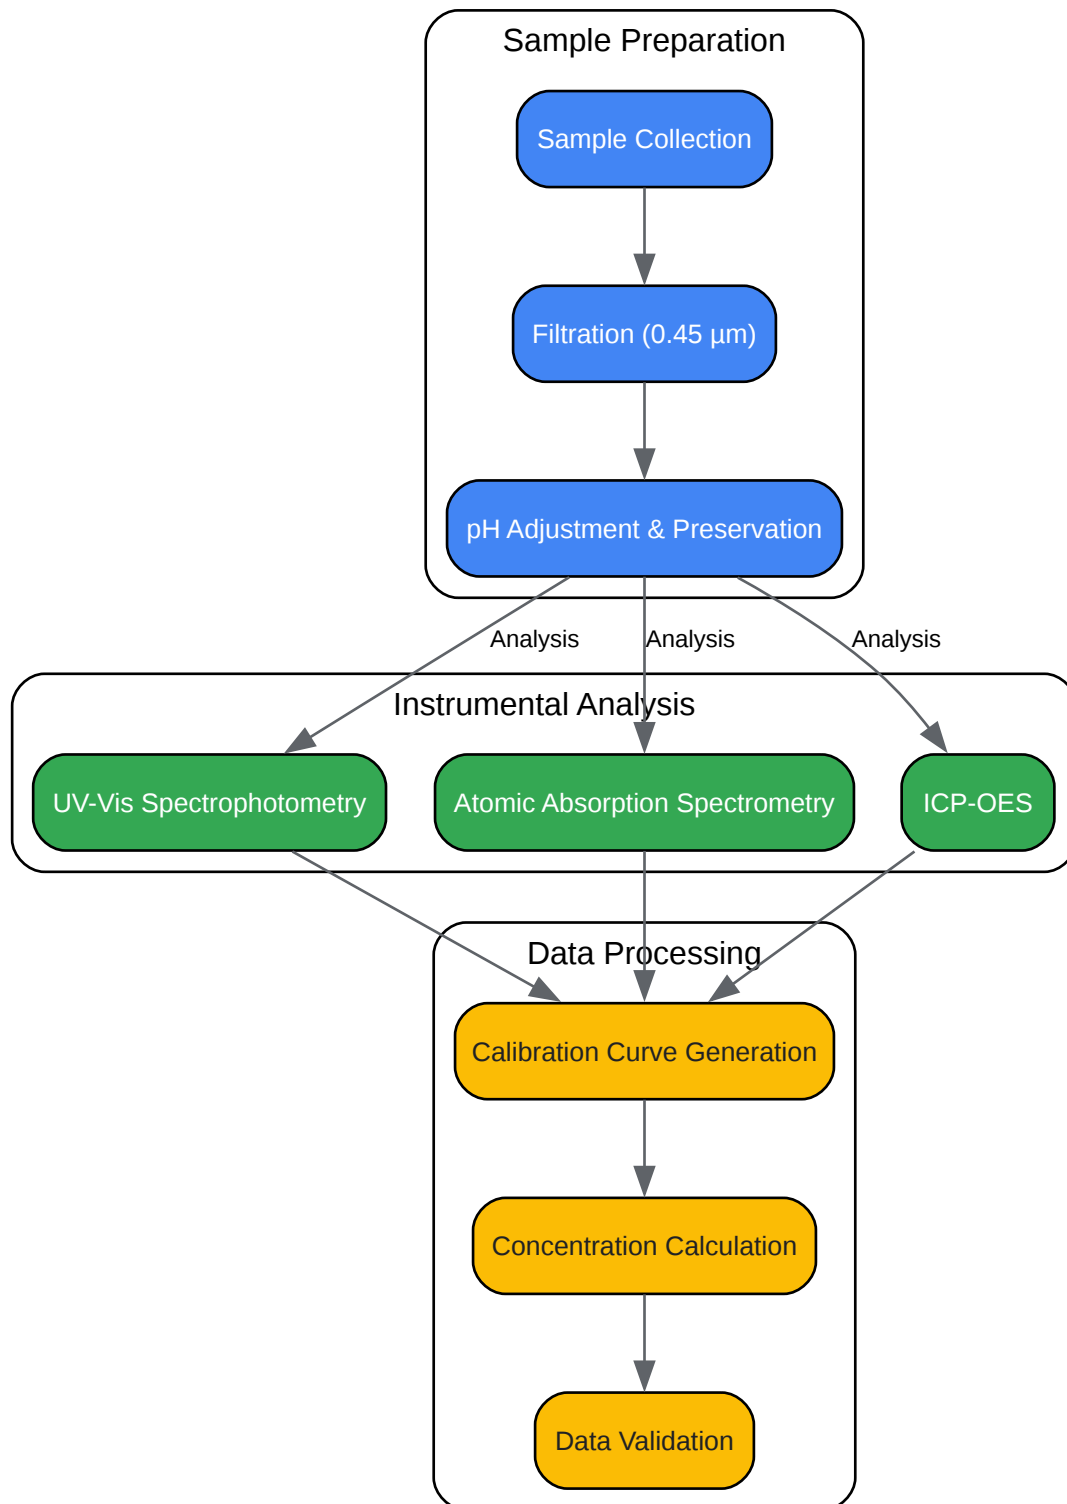 Sample Preparation
Sample Collection
Filtration (0.45 µm)
pH Adjustment & Preservation
Analysis
Analysis
Analysis
Instrumental Analysis
UV-Vis Spectrophotometry
Atomic Absorption Spectrometry
ICP-OES
Data Processing
Calibration Curve Generation
Concentration Calculation
Data Validation